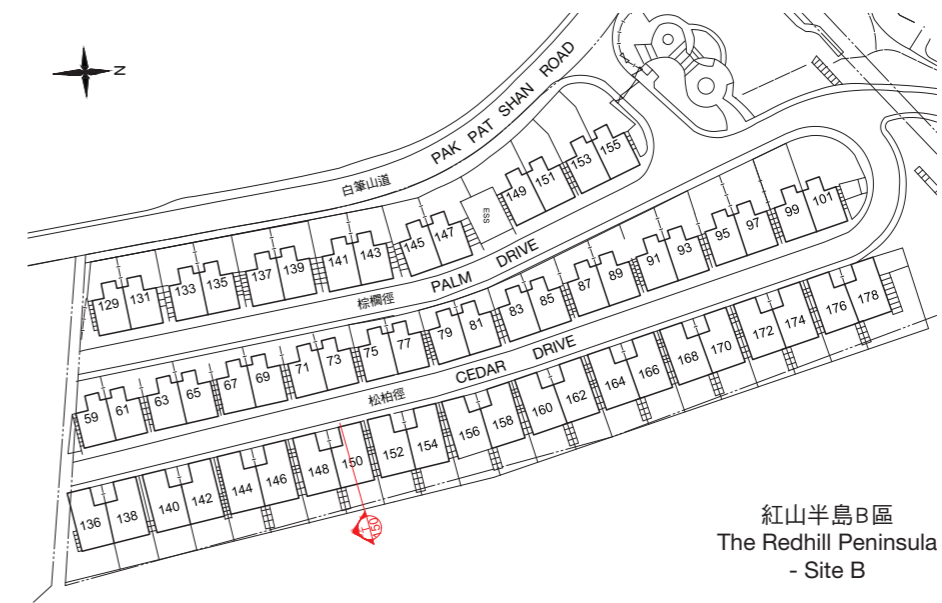 N
PAK PAT SHAN ROAD
白筆山道
129 131 133 135 137 139 141 143 145 147 ESS 149 151 153 155
PALM DRIVE
棕櫚徑
59 61 63 65 67 69 71 73 75 77 79 81 83 85 87 89 91 93 95 97 99 101
CEDAR DRIVE
松柏徑
136 138 140 142 144 146 148 150 152 154 156 158 160 162 164 166 168 170 172 174 176 178
150
紅山半島B區
The Redhill Peninsula
- Site B